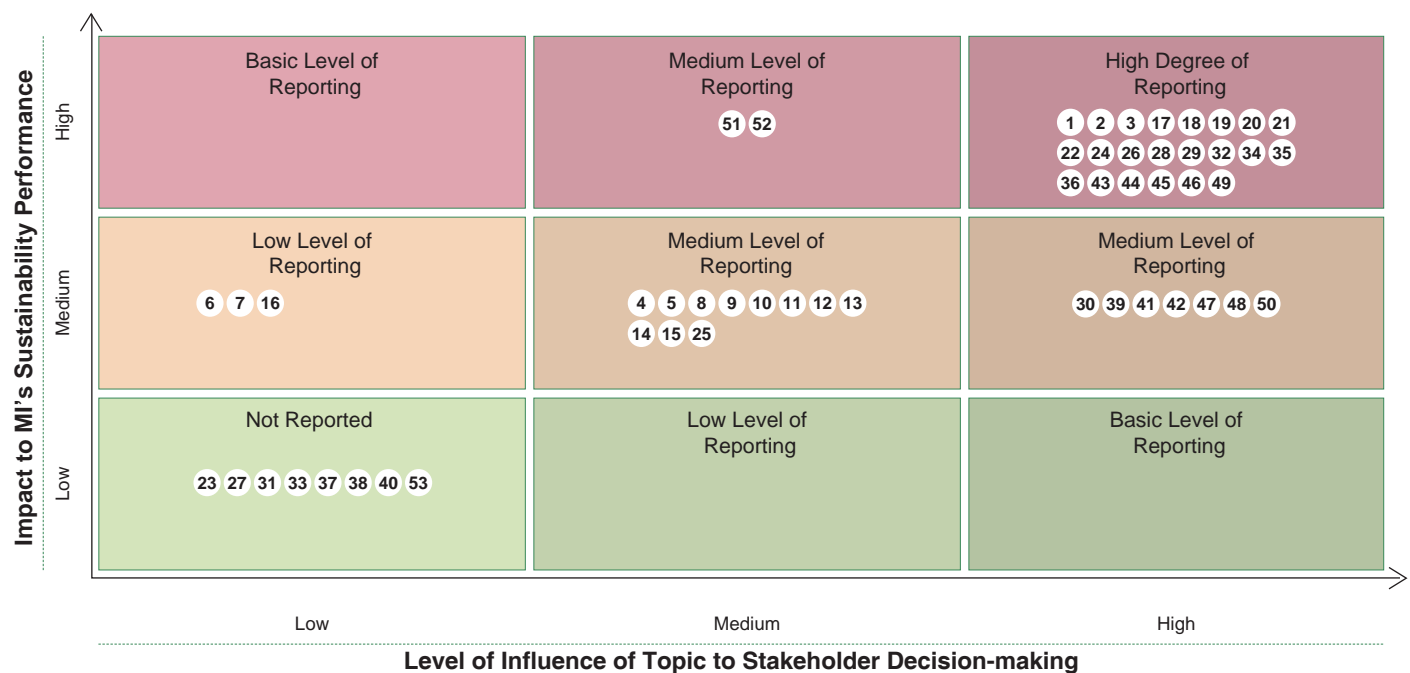 Impact to MI's Sustainability Performance
High
Medium
Low
Basic Level of
Reporting
Medium Level of
Reporting
51 52
High Degree of
Reporting
1 2 3 17 18 19 20 21
22 24 26 28 29 32 34 35
36 43 44 45 46 49
Low Level of
Reporting
6 7 16
Medium Level of
Reporting
4 5 8 9 10 11 12 13
14 15 25
Medium Level of
Reporting
30 39 41 42 47 48 50
Not Reported
23 27 31 33 37 38 40 53
Low Level of
Reporting
Basic Level of
Reporting
Low
Medium
High
Level of Influence of Topic to Stakeholder Decision-making